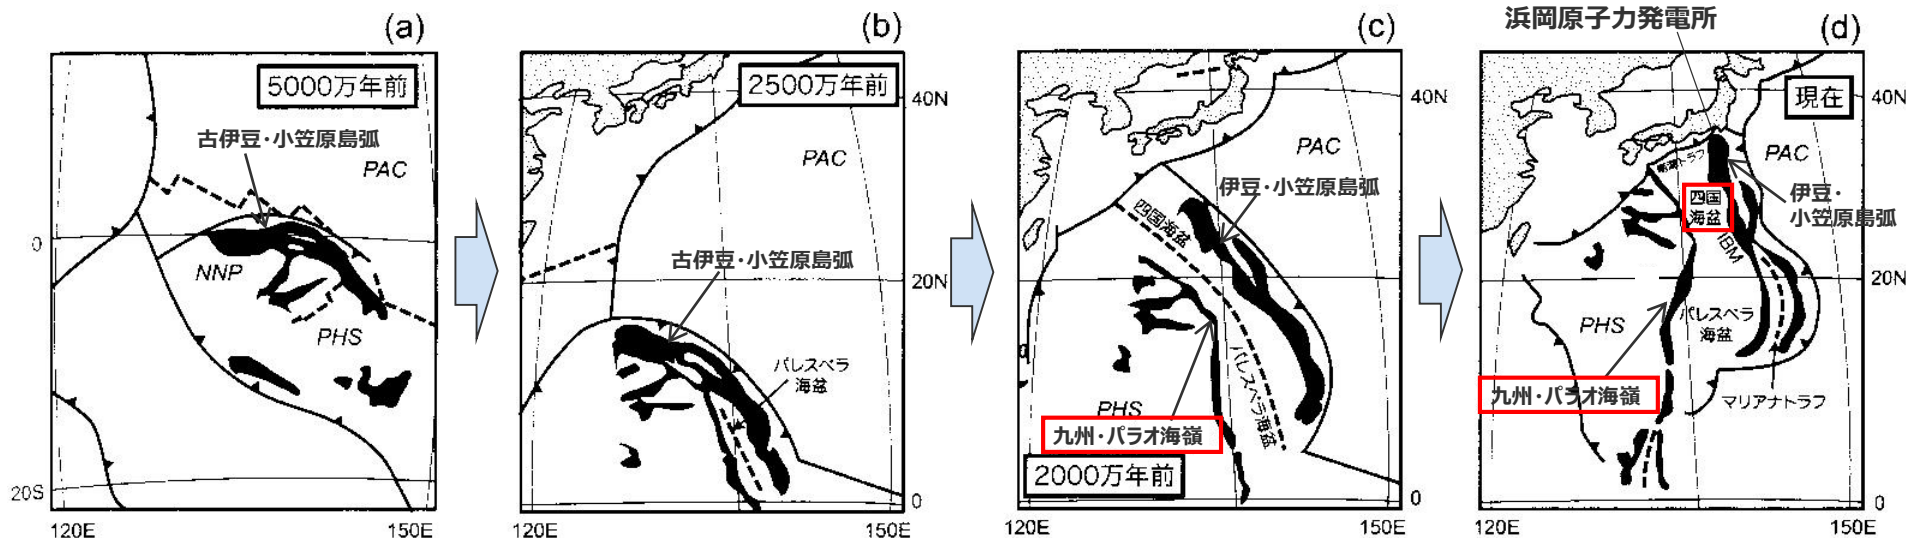 (a)
5000万年前
古伊豆・小笠原島弧
PAC
NNP
PHS
0
20S
120E
150E
(b)
2500万年前
40N
PAC
古伊豆・小笠原島弧
20N
パレスベラ
海盆
0
120E
150E
(c)
40N
PAC
伊豆・小笠原島弧
四国海盆
20N
パレスベラ海盆
PHS
九州・パラオ海嶺
2000万年前
0
120E
150E
浜岡原子力発電所
(d)
現在
40N
PAC
南海トラフ
四国
海盆
伊豆・
小笠原島弧
IBM
20N
PHS
パレスベラ
海盆
九州・パラオ海嶺
マリアナトラフ
0
120E
150E